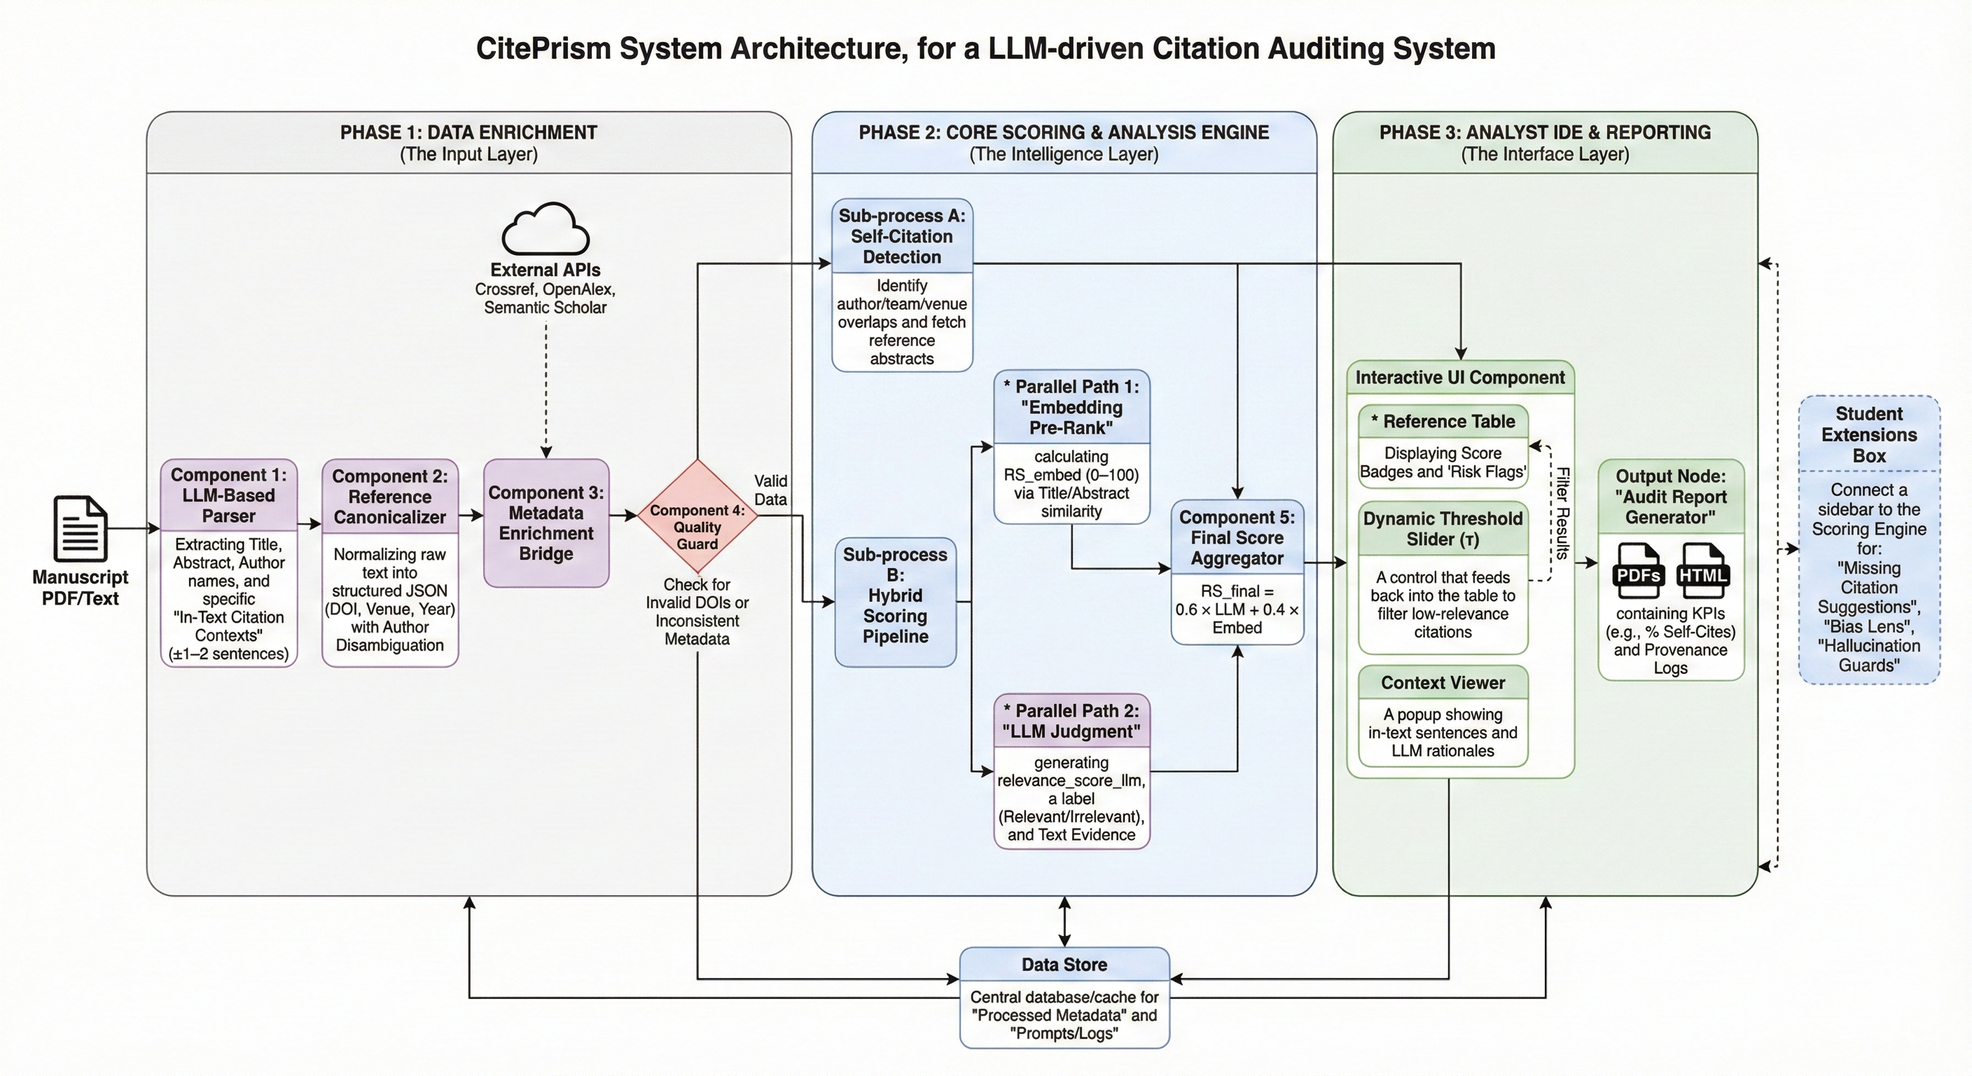 CitePrism System Architecture, for a LLM-driven Citation Auditing System
PHASE 1: DATA ENRICHMENT
(The Input Layer)
External APIs
Crossref, OpenAlex,
Semantic Scholar
Manuscript
PDF/Text
Component 1:
LLM-Based
Parser
Extracting Title,
Abstract, Author
names, and
specific
"In-Text Citation
Contexts"
(±1–2 sentences)
Component 2:
Reference
Canonicalizer
Normalizing raw
text into
structured JSON
(DOI, Venue, Year)
with Author
Disambiguation
Component 3:
Metadata
Enrichment
Bridge
Component 4:
Quality
Guard
Valid
Data
Check for
Invalid DOIs or
Inconsistent
Metadata
PHASE 2: CORE SCORING & ANALYSIS ENGINE
(The Intelligence Layer)
Sub-process A:
Self-Citation
Detection
Identify
author/team/venue
overlaps and fetch
reference
abstracts
Sub-process
B:
Hybrid
Scoring
Pipeline
* Parallel Path 1:
"Embedding
Pre-Rank"
calculating
RS_embed (0–100)
via Title/Abstract
similarity
* Parallel Path 2:
"LLM Judgment"
generating
relevance_score_llm,
a label
(Relevant/Irrelevant),
and Text Evidence
Component 5:
Final Score
Aggregator
RS_final =
0.6 × LLM + 0.4 ×
Embed
PHASE 3: ANALYST IDE & REPORTING
(The Interface Layer)
Interactive UI Component
* Reference Table
Displaying Score
Badges and 'Risk Flags'
Dynamic Threshold
Slider (τ)
A control that feeds
back into the table to
filter low-relevance
citations
Filter Results
Context Viewer
A popup showing
in-text sentences and
LLM rationales
Output Node:
"Audit Report
Generator"
PDFs
HTML
containing KPIs
(e.g., % Self-Cites)
and Provenance
Logs
Student
Extensions
Box
Connect a
sidebar to the
Scoring Engine
for:
"Missing
Citation
Suggestions",
"Bias Lens",
"Hallucination
Guards"
Data Store
Central database/cache for
"Processed Metadata" and
"Prompts/Logs"